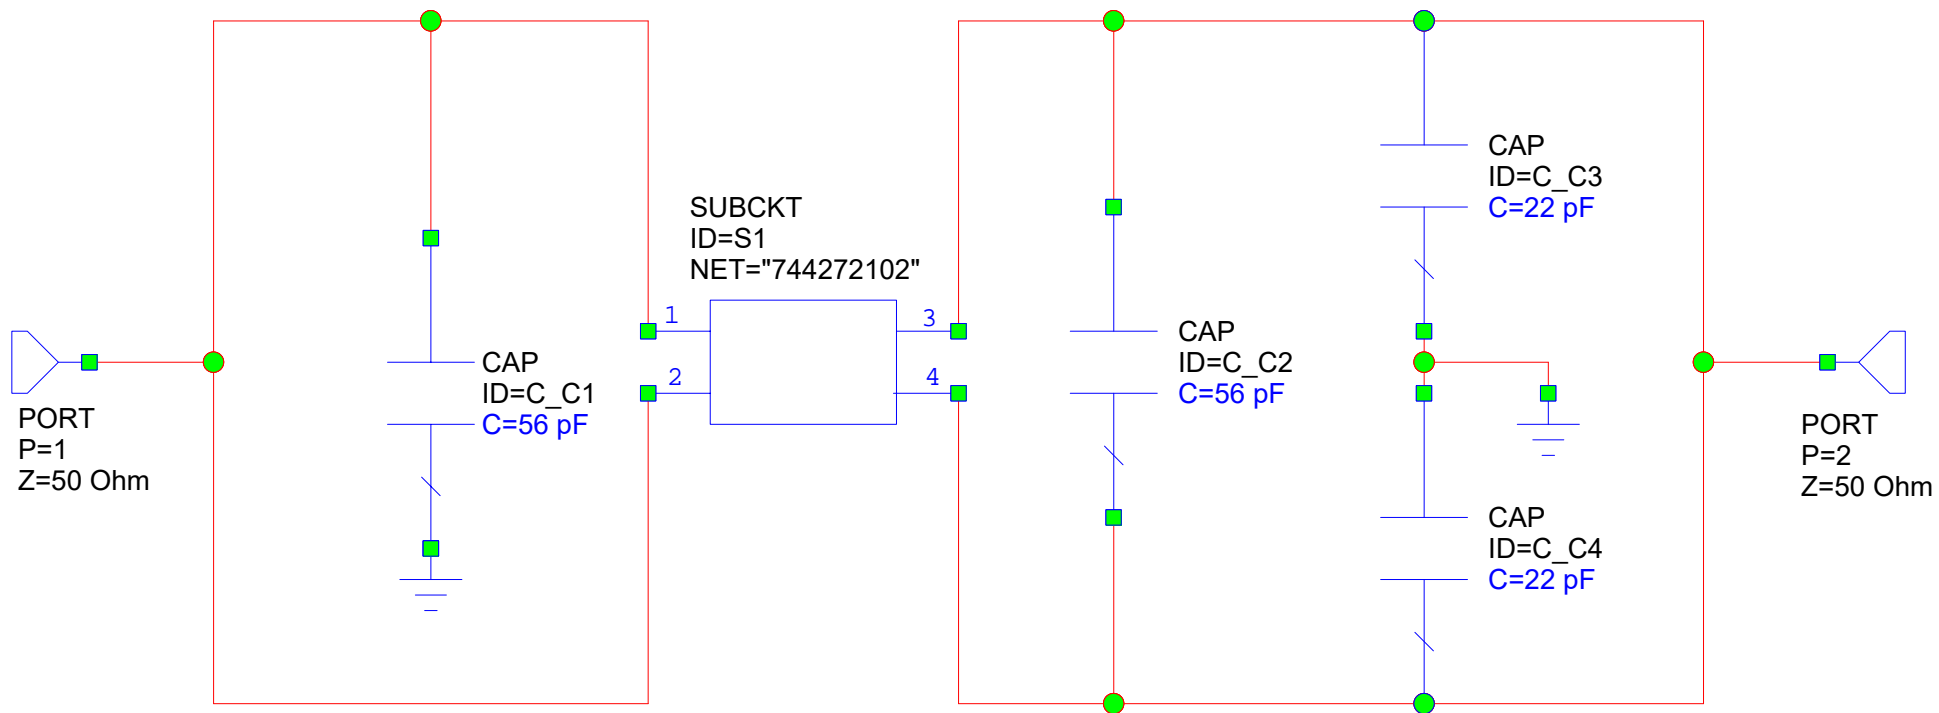 PORT
P=1
Z=50 Ohm
CAP
ID=C_C1
C=56 pF
SUBCKT
ID=S1
NET="744272102"
1
2
3
4
CAP
ID=C_C2
C=56 pF
CAP
ID=C_C3
C=22 pF
CAP
ID=C_C4
C=22 pF
PORT
P=2
Z=50 Ohm